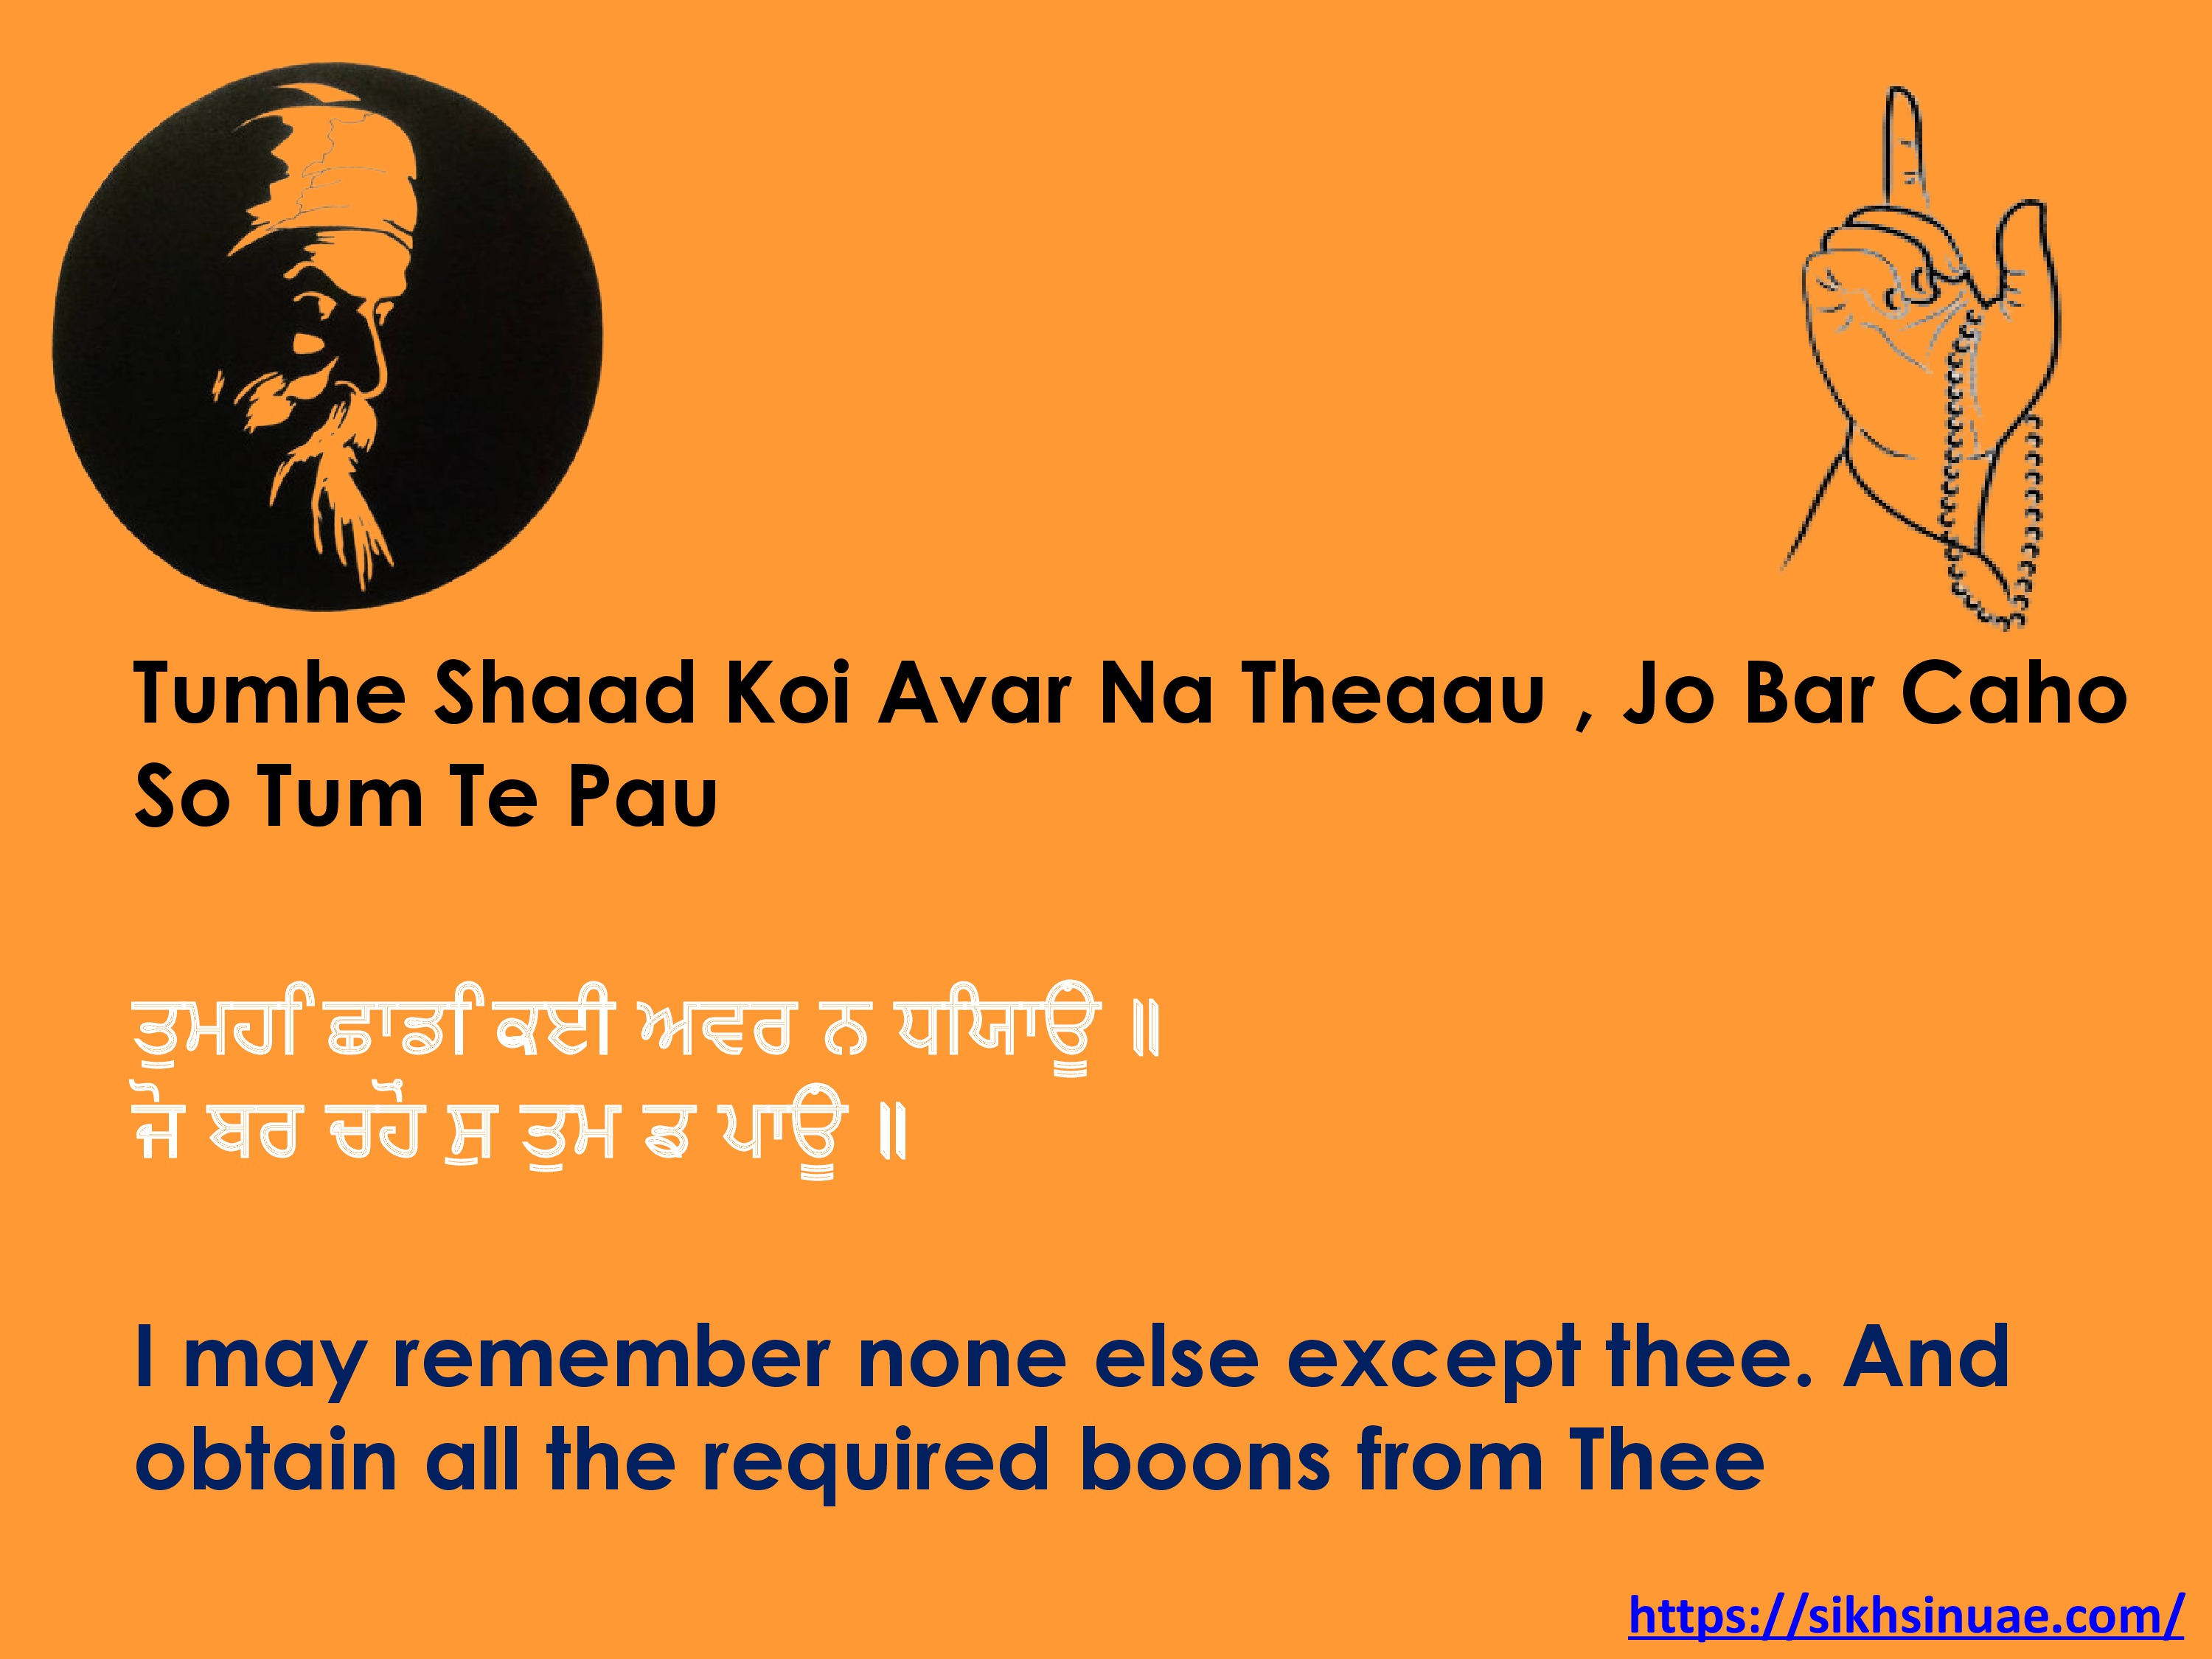 Tumhe Shaad Koi Avar Na Theaau , Jo Bar Caho
So Tum Te Pau
ਤੁਮਹਿ ਛਾਡਿ ਕਈ ਅਵਰ ਨ ਧਯਾਊ ॥
ਜੋ ਬਰ ਚਹੌ ਸੁ ਤੁਮ ਪਾਊ ॥
I may remember none else except thee. And
obtain all the required boons from Thee
https://sikhsinuae.com/